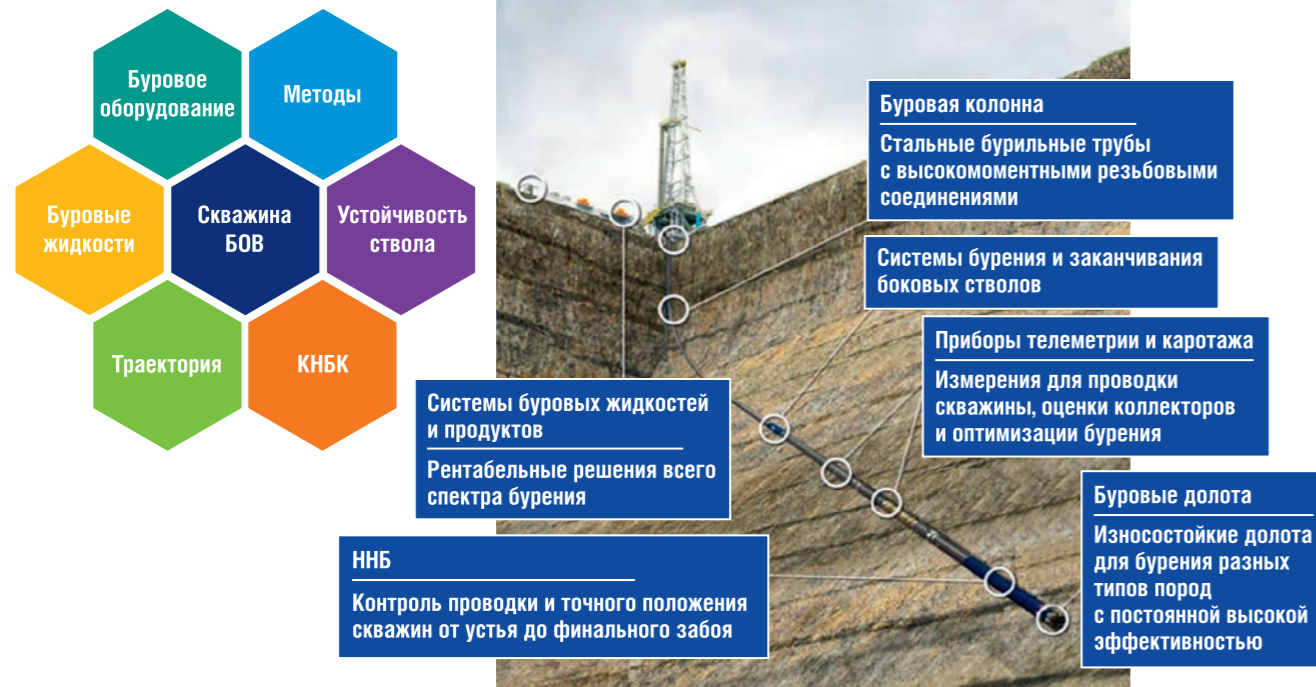 Буровое
оборудование
Методы
Буровые
жидкости
Скважина
БОВ
Устойчивость
ствола
Траектория
КНБК
Буровая колонна
Стальные бурильные трубы
с высокомоментными резьбовыми
соединениями
Системы бурения и заканчивания
боковых стволов
Приборы телеметрии и каротажа
Измерения для проводки
скважины, оценки коллекторов
и оптимизации бурения
Системы буровых жидкостей
и продуктов
Рентабельные решения всего
спектра бурения
Буровые долота
Износостойкие долота
для бурения разных
типов пород
с постоянной высокой
эффективностью
ННБ
Контроль проводки и точного положения
скважин от устья до финального забоя